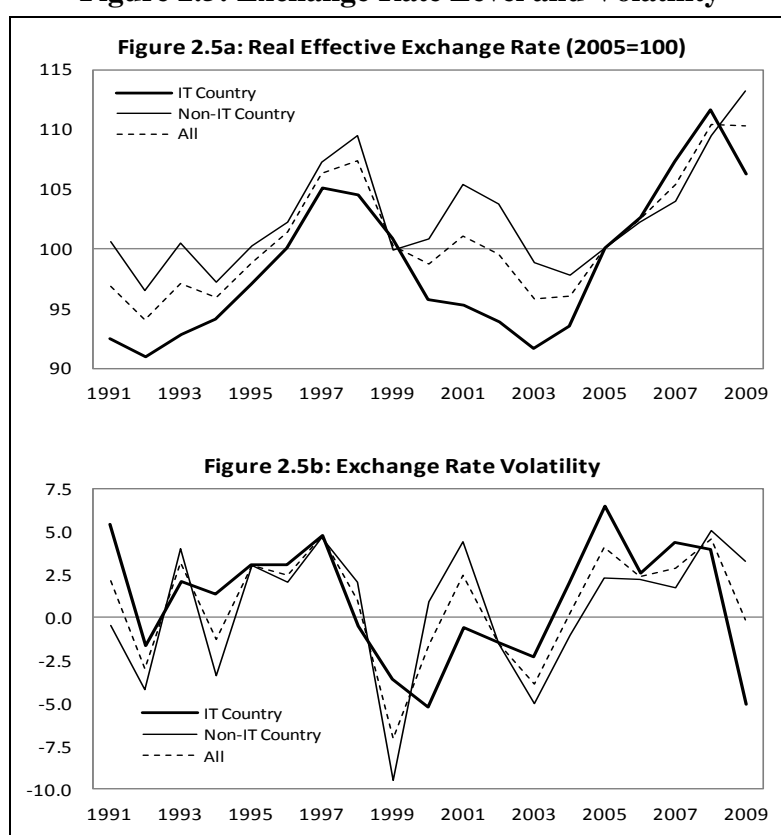 Figure 2.5: Exchange Rate Level and Volatility
Figure 2.5a: Real Effective Exchange Rate (2005=100)
115
110
105
100
95
90
IT Country
Non-IT Country
All
1991 1993 1995 1997 1999 2001 2003 2005 2007 2009
Figure 2.5b: Exchange Rate Volatility
7.5
5.0
2.5
0.0
-2.5
-5.0
-7.5
-10.0
IT Country
Non-IT Country
All
1991 1993 1995 1997 1999 2001 2003 2005 2007 2009